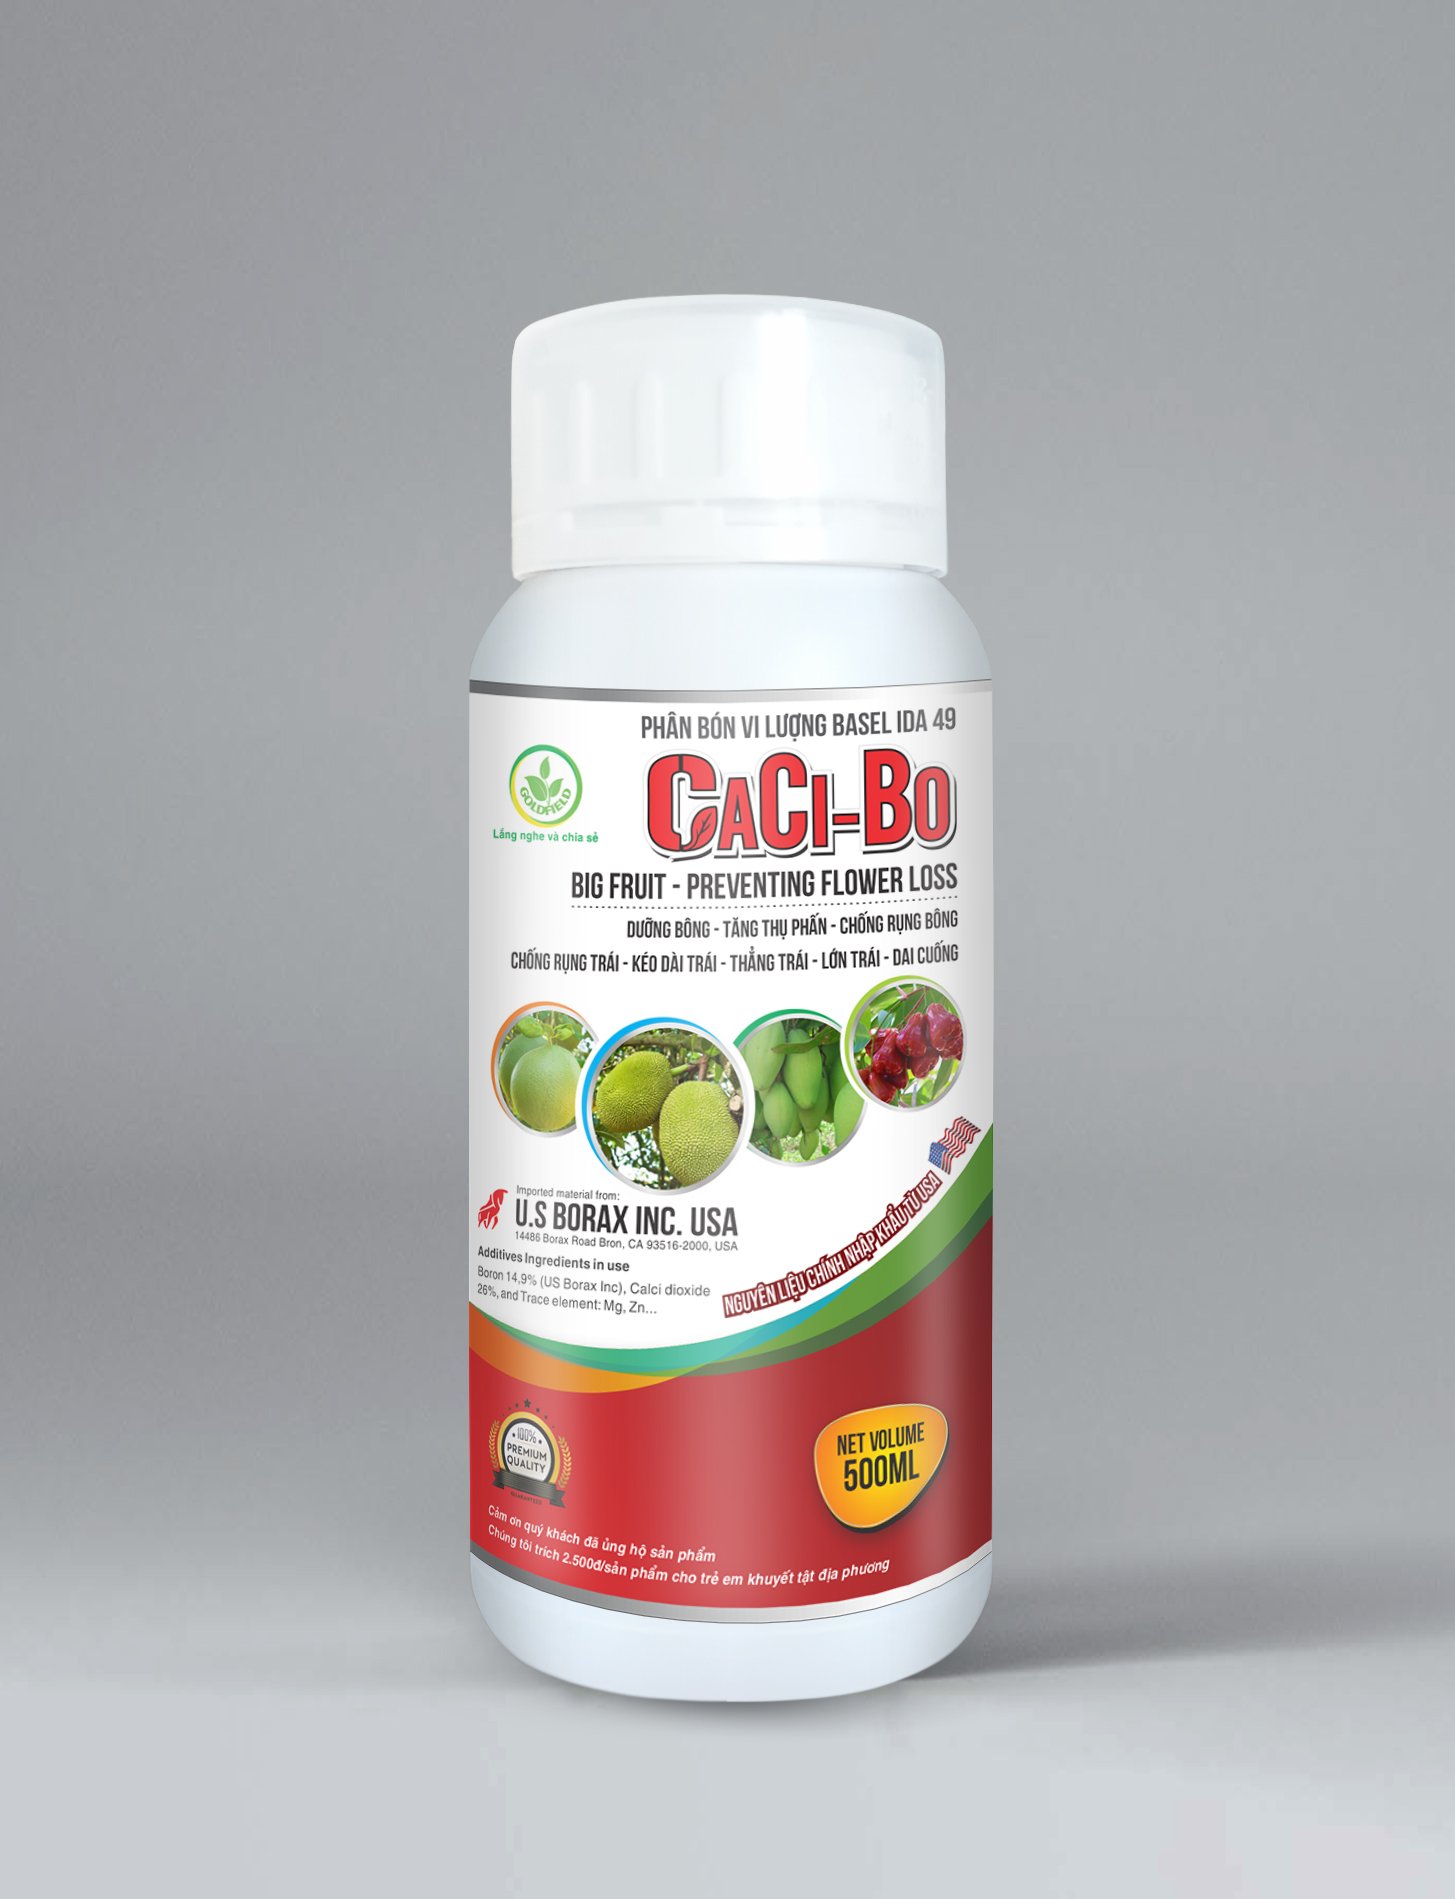 PHÂN BÓN VI LƯỢNG BASEL IDA 49
GOLDFIELD
Lắng nghe và chia sẻ
CACI-BO
BIG FRUIT - PREVENTING FLOWER LOSS
DƯỠNG BÔNG - TĂNG THỤ PHẤN - CHỐNG RỤNG BÔNG
CHỐNG RỤNG TRÁI - KÉO DÀI TRÁI - THẲNG TRÁI - LỚN TRÁI - DAI CUỐNG
Imported material from:
U.S BORAX INC. USA
14486 Borax Road Bron, CA 93516-2000, USA
Additives Ingredients in use
Boron 14,9% (US Borax Inc), Calci dioxide
26%, and Trace element: Mg, Zn...
NGUYÊN LIỆU CHÍNH NHẬP KHẨU TỪ USA
100%
PREMIUM
QUALITY
GUARANTEED
NET VOLUME
500ML
Cảm ơn quý khách đã ủng hộ sản phẩm
Chúng tôi trích 2.500đ/sản phẩm cho trẻ em khuyết tật địa phương